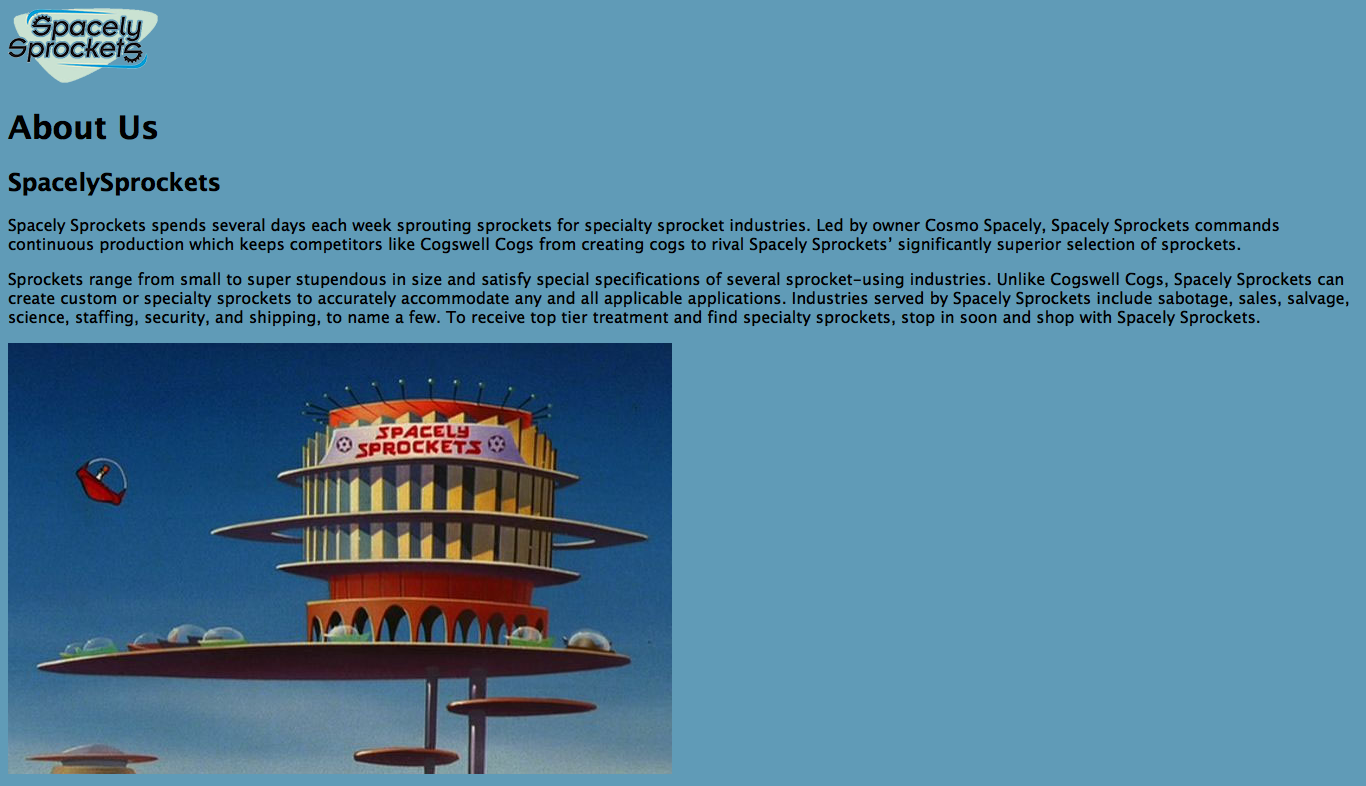 Spacely
Sprockets
About Us
SpacelySprockets
Spacely Sprockets spends several days each week sprouting sprockets for specialty sprocket industries. Led by owner Cosmo Spacely, Spacely Sprockets commands
continuous production which keeps competitors like Cogswell Cogs from creating cogs to rival Spacely Sprockets’ significantly superior selection of sprockets.
Sprockets range from small to super stupendous in size and satisfy special specifications of several sprocket-using industries. Unlike Cogswell Cogs, Spacely Sprockets can
create custom or specialty sprockets to accurately accommodate any and all applicable applications. Industries served by Spacely Sprockets include sabotage, sales, salvage,
science, staffing, security, and shipping, to name a few. To receive top tier treatment and find specialty sprockets, stop in soon and shop with Spacely Sprockets.
SPACELY
SPROCKETS